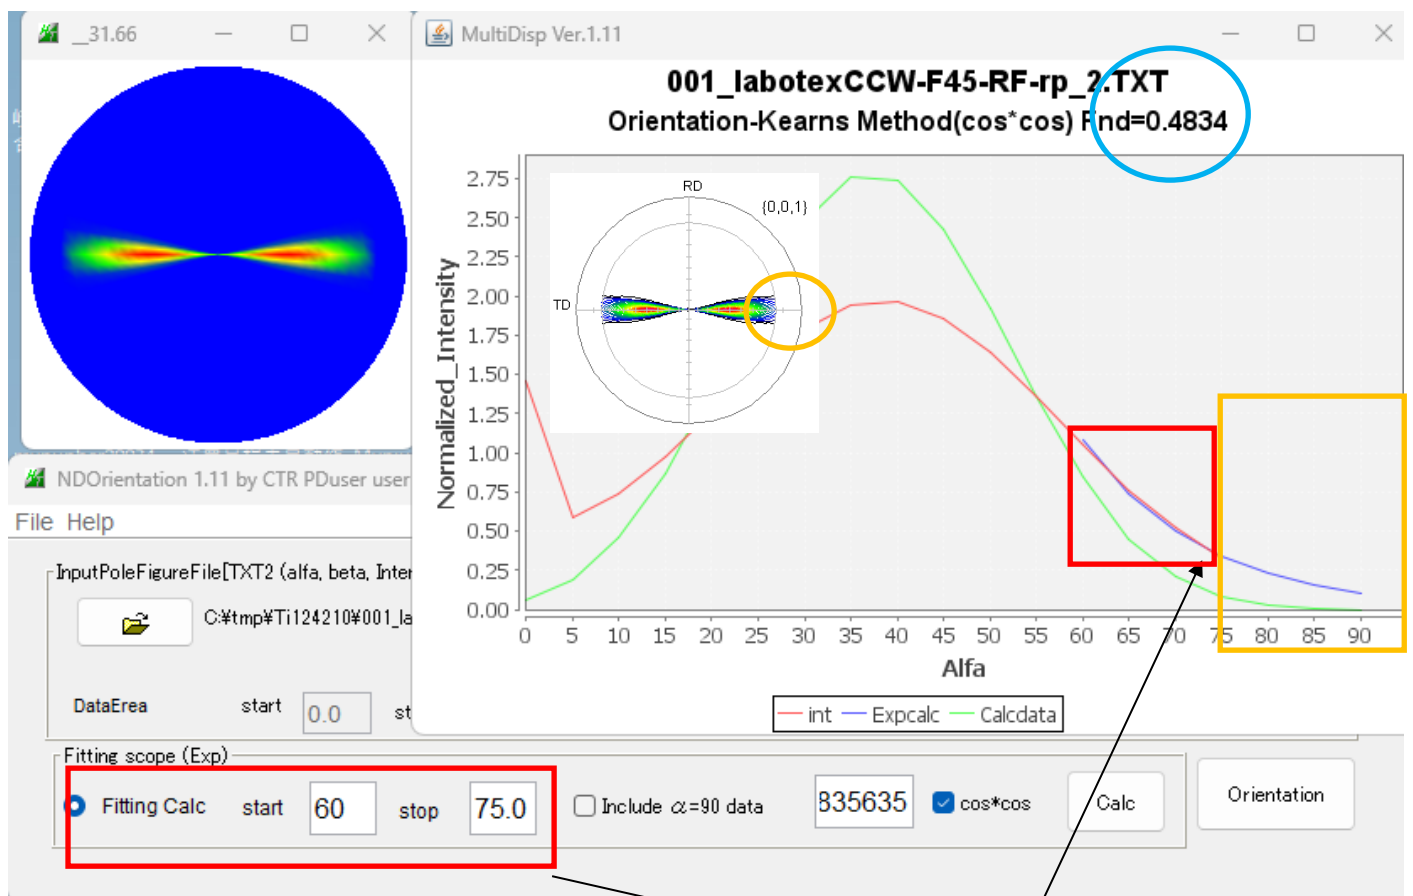 __31.66
MultiDisp Ver.1.11
001_labotexCCW-F45-RF-rp_2.TXT
Orientation-Kearns Method(cos*cos) Fnd=0.4834
Normalized_Intensity
2.75
2.50
2.25
2.00
1.75
1.50
1.25
1.00
0.75
0.50
0.25
0.00
RD
{0,0,1}
TD
0 5 10 15 20 25 30 35 40 45 50 55 60 65 70 75 80 85 90
Alfa
int Expcalc Calcdata
NDOrientation 1.11 by CTR PDuser user
File Help
InputPoleFigureFile[TXT2 (alfa, beta, Inter
C:¥tmp¥Ti124210¥001_la
DataErea start 0.0 st
Fitting scope (Exp)
Fitting Calc start 60 stop 75.0 Include α=90 data 835635 cos*cos Calc Orientation